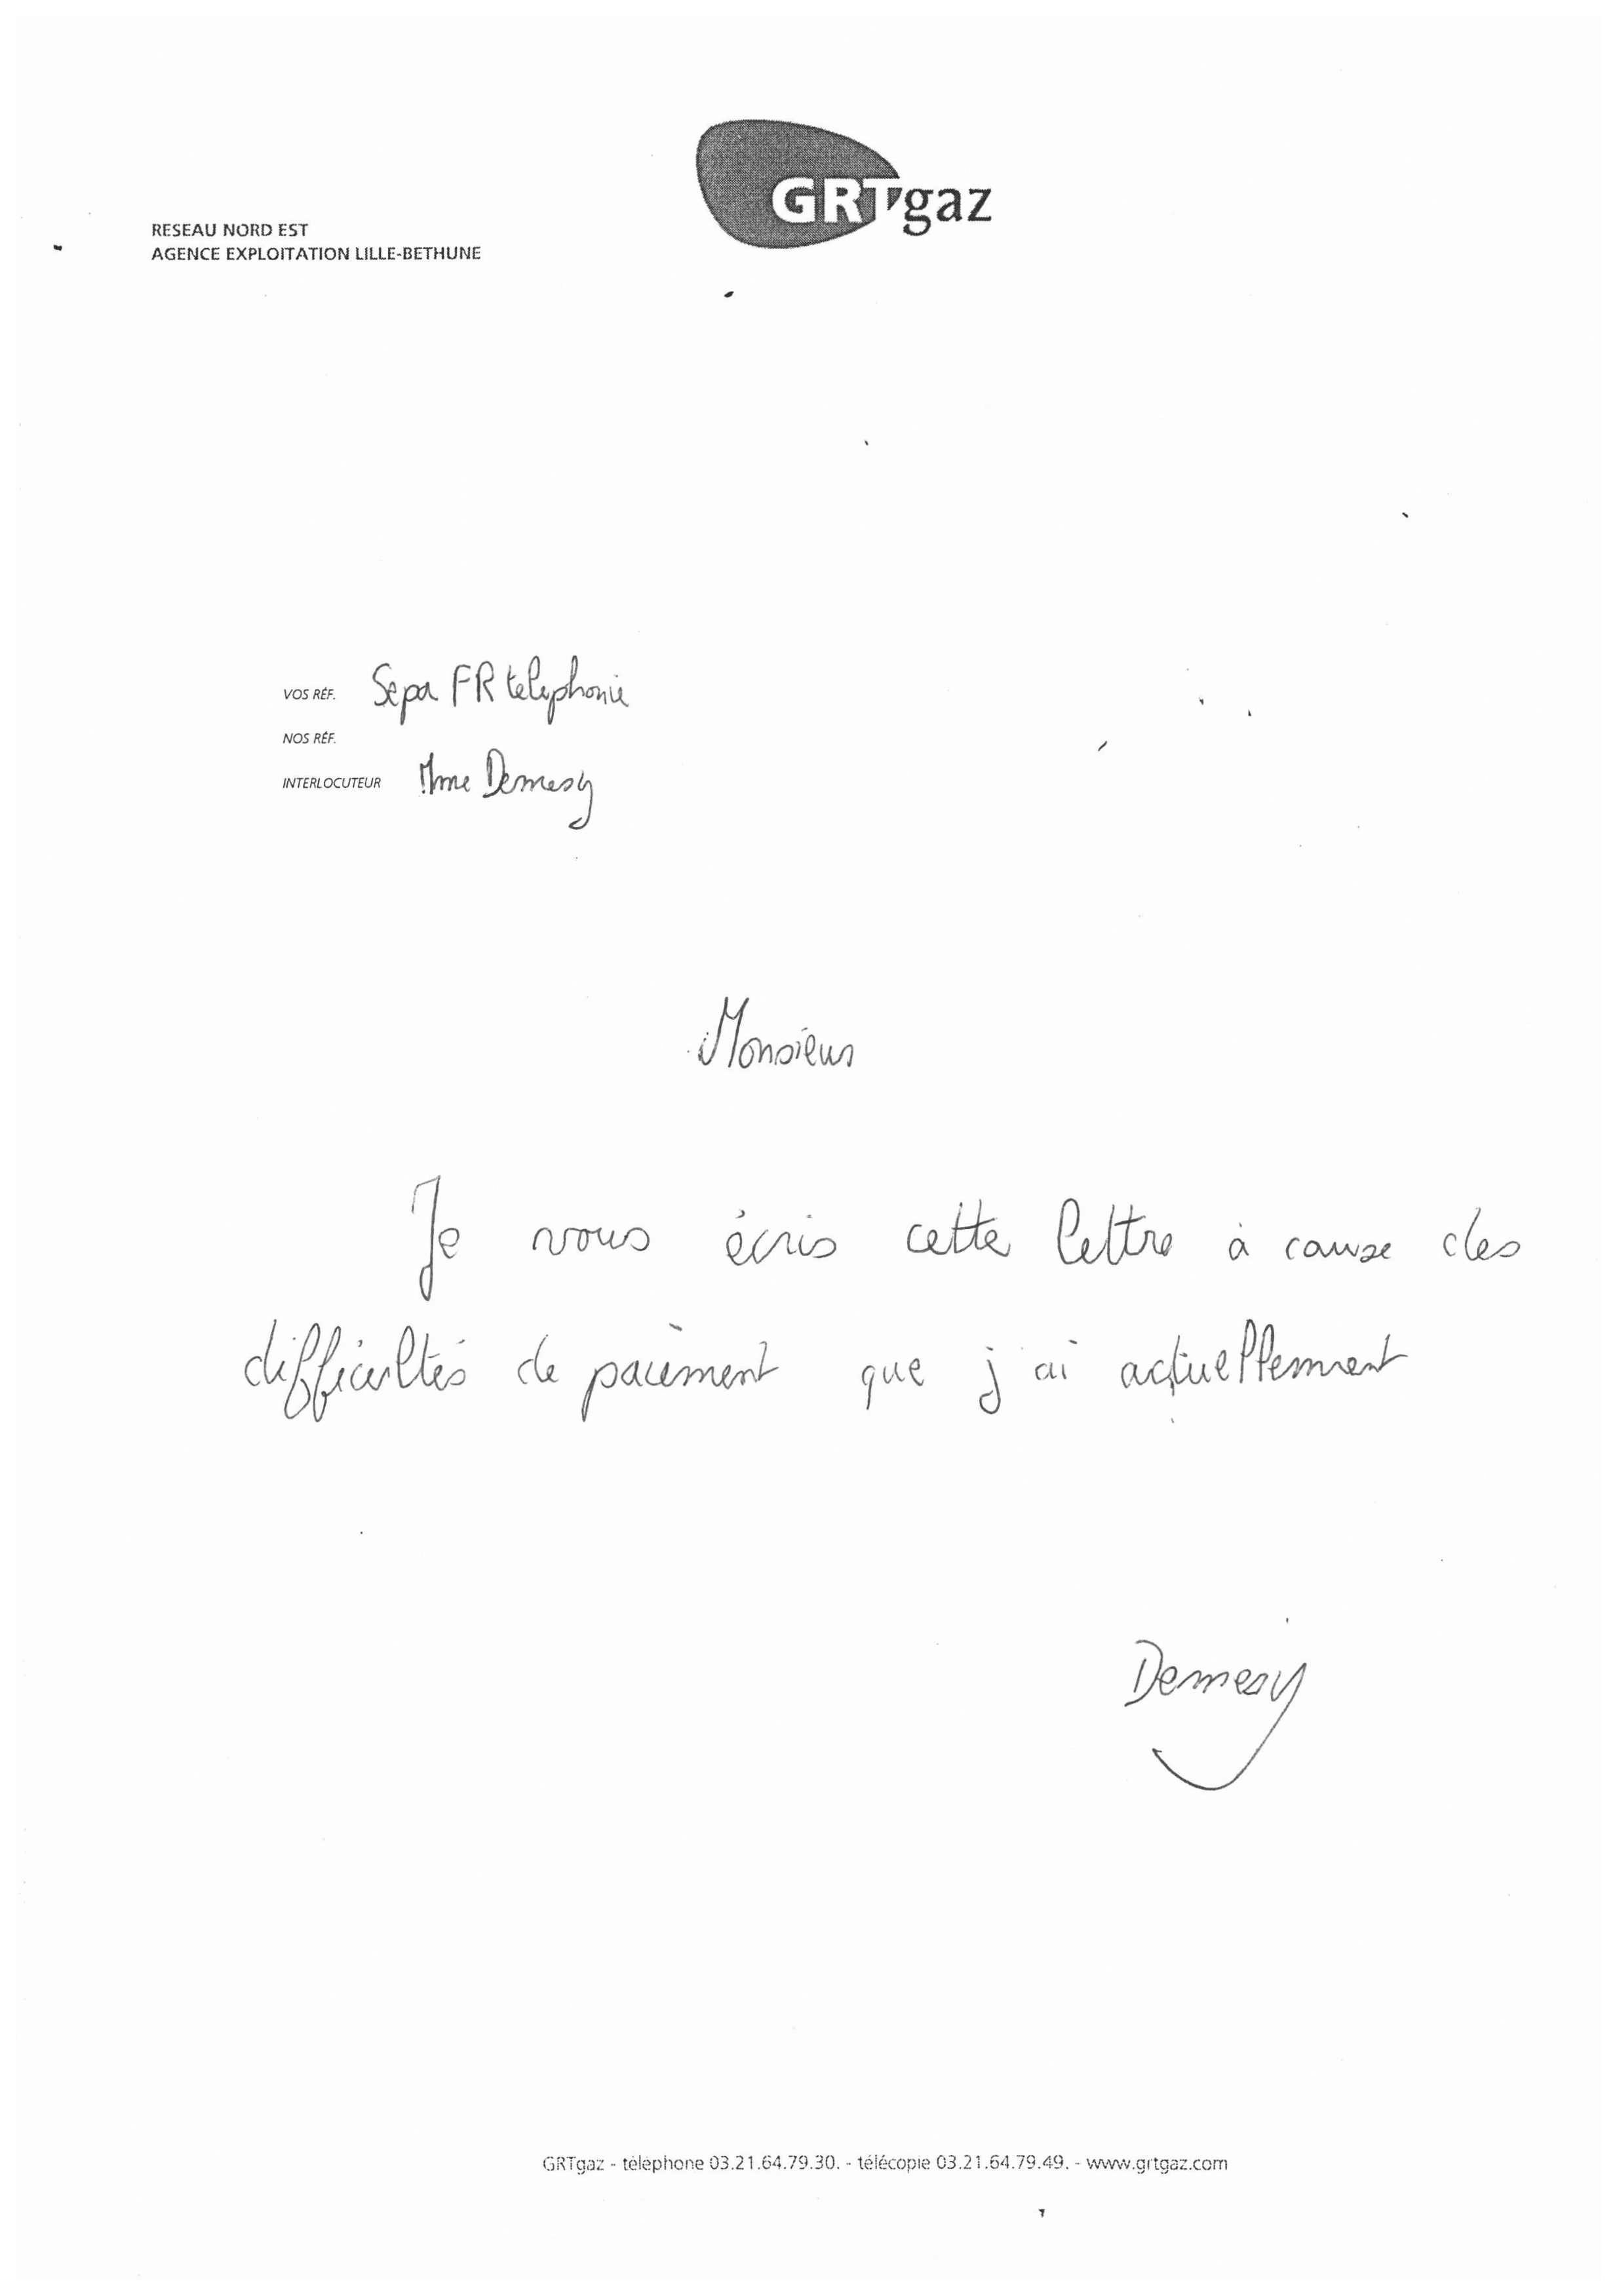 GRTgaz
RESEAU NORD EST
AGENCE EXPLOITATION LILLE-BETHUNE
VOS RÉF. Sepa FR telephonie
NOS RÉF.
INTERLOCUTEUR Mme Demesy
Monsieur
Je vous écris cette lettre à cause des
difficultés de paiement que j'ai actuellement
Demesy
GRTgaz - téléphone 03.21.64.79.30. - télécopie 03.21.64.79.49. - www.grtgaz.com